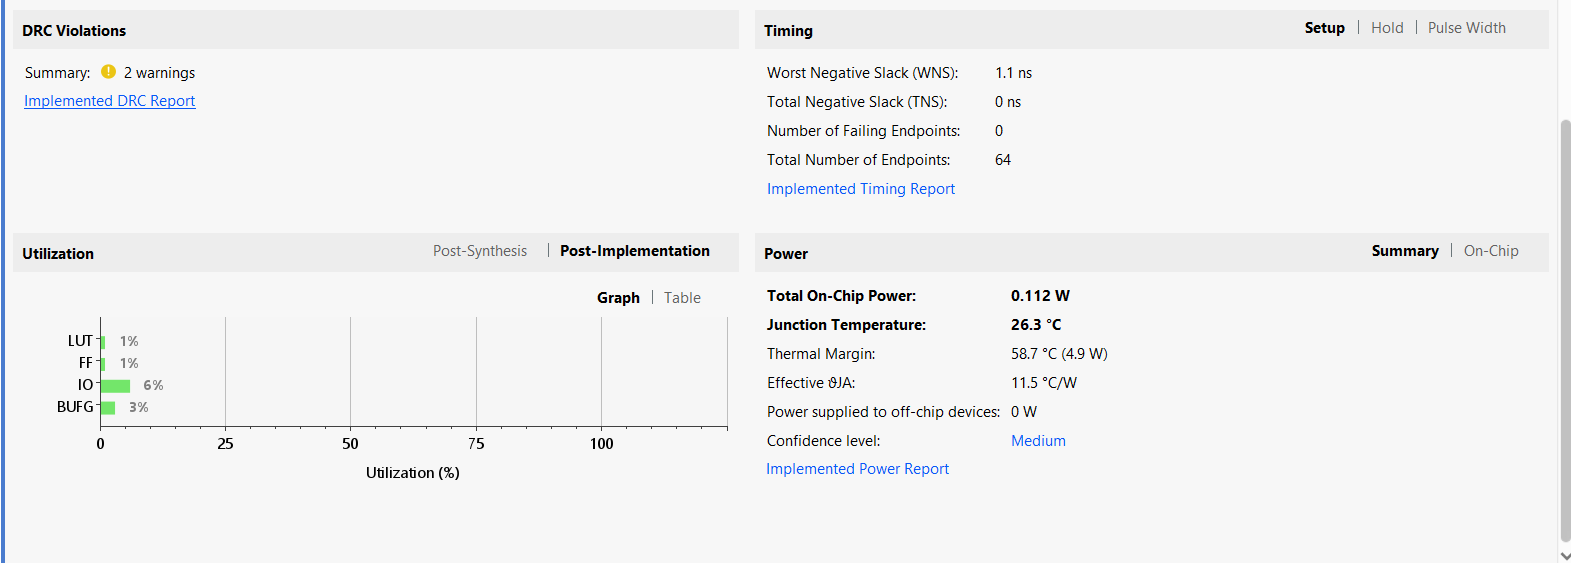 DRC Violations
Summary: 2 warnings
Implemented DRC Report
Timing
Setup | Hold | Pulse Width
Worst Negative Slack (WNS): 1.1 ns
Total Negative Slack (TNS): 0 ns
Number of Failing Endpoints: 0
Total Number of Endpoints: 64
Implemented Timing Report
Utilization
Post-Synthesis | Post-Implementation
Graph | Table
LUT 1%
FF 1%
IO 6%
BUFG 3%
0 25 50 75 100
Utilization (%)
Power
Summary | On-Chip
Total On-Chip Power: 0.112 W
Junction Temperature: 26.3 °C
Thermal Margin: 58.7 °C (4.9 W)
Effective ϑJA: 11.5 °C/W
Power supplied to off-chip devices: 0 W
Confidence level: Medium
Implemented Power Report